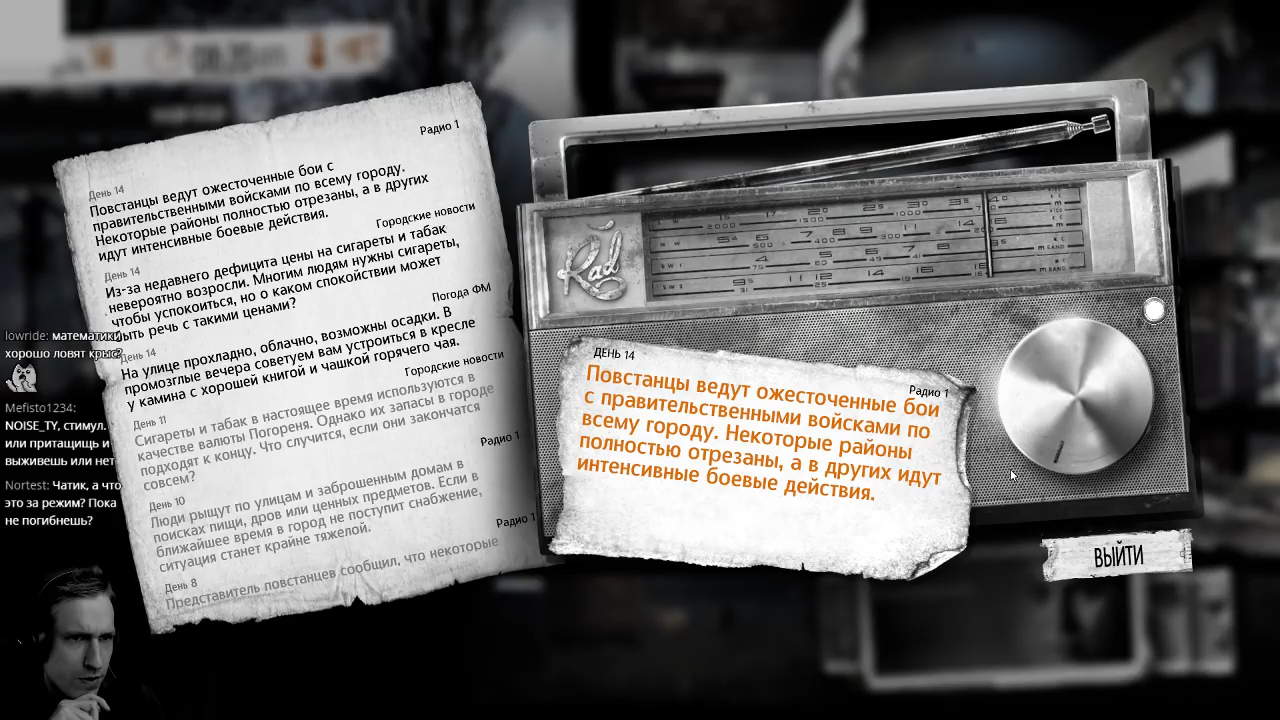 08:20
Радио 1
День 14
Повстанцы ведут ожесточенные бои с
правительственными войсками по всему городу.
Некоторые районы полностью отрезаны, а в других
идут интенсивные боевые действия.
Городские новости
День 14
Из-за недавнего дефицита цены на сигареты и табак
невероятно возросли. Многим людям нужны сигареты,
чтобы успокоиться, но о каком спокойствии может
быть речь с такими ценами?
Погода ФМ
День 14
На улице прохладно, облачно, возможны осадки. В
промозглые вечера советуем вам устроиться в кресле
у камина с хорошей книгой и чашкой горячего чая.
Городские новости
День 11
Сигареты и табак в настоящее время используются в
качестве валюты Погореня. Однако их запасы в городе
подходят к концу. Что случится, если они закончатся
совсем?
Радио 1
День 10
Люди рыщут по улицам и заброшенным домам в
поисках пищи, дров или ценных предметов. Если в
ближайшее время в город не поступит снабжение,
ситуация станет крайне тяжелой.
Радио 1
День 8
Представитель повстанцев сообщил, что некоторые
lowride: математики
хорошо ловят крыс?
Mefisto1234:
NOISE_TY, стимул.
или притащишь и
выживешь или нет
Nortest: Чатик, а что
это за режим? Пока
не погибнешь?
Rad
ДЕНЬ 14
Радио 1
Повстанцы ведут ожесточенные бои
с правительственными войсками по
всему городу. Некоторые районы
полностью отрезаны, а в других идут
интенсивные боевые действия.
ВЫЙТИ